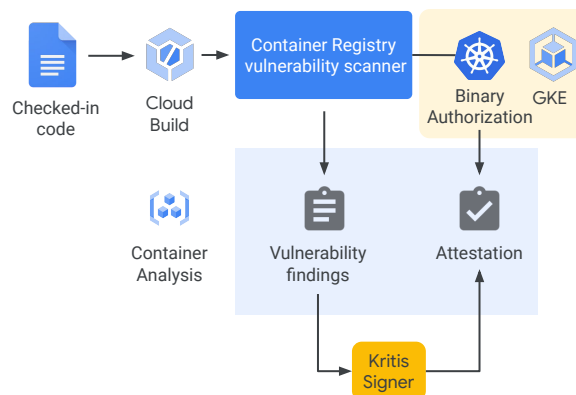 Container Registry
vulnerability scanner
Checked-in
code
Cloud
Build
Binary
Authorization
GKE
Container
Analysis
Vulnerability
findings
Attestation
Kritis
Signer